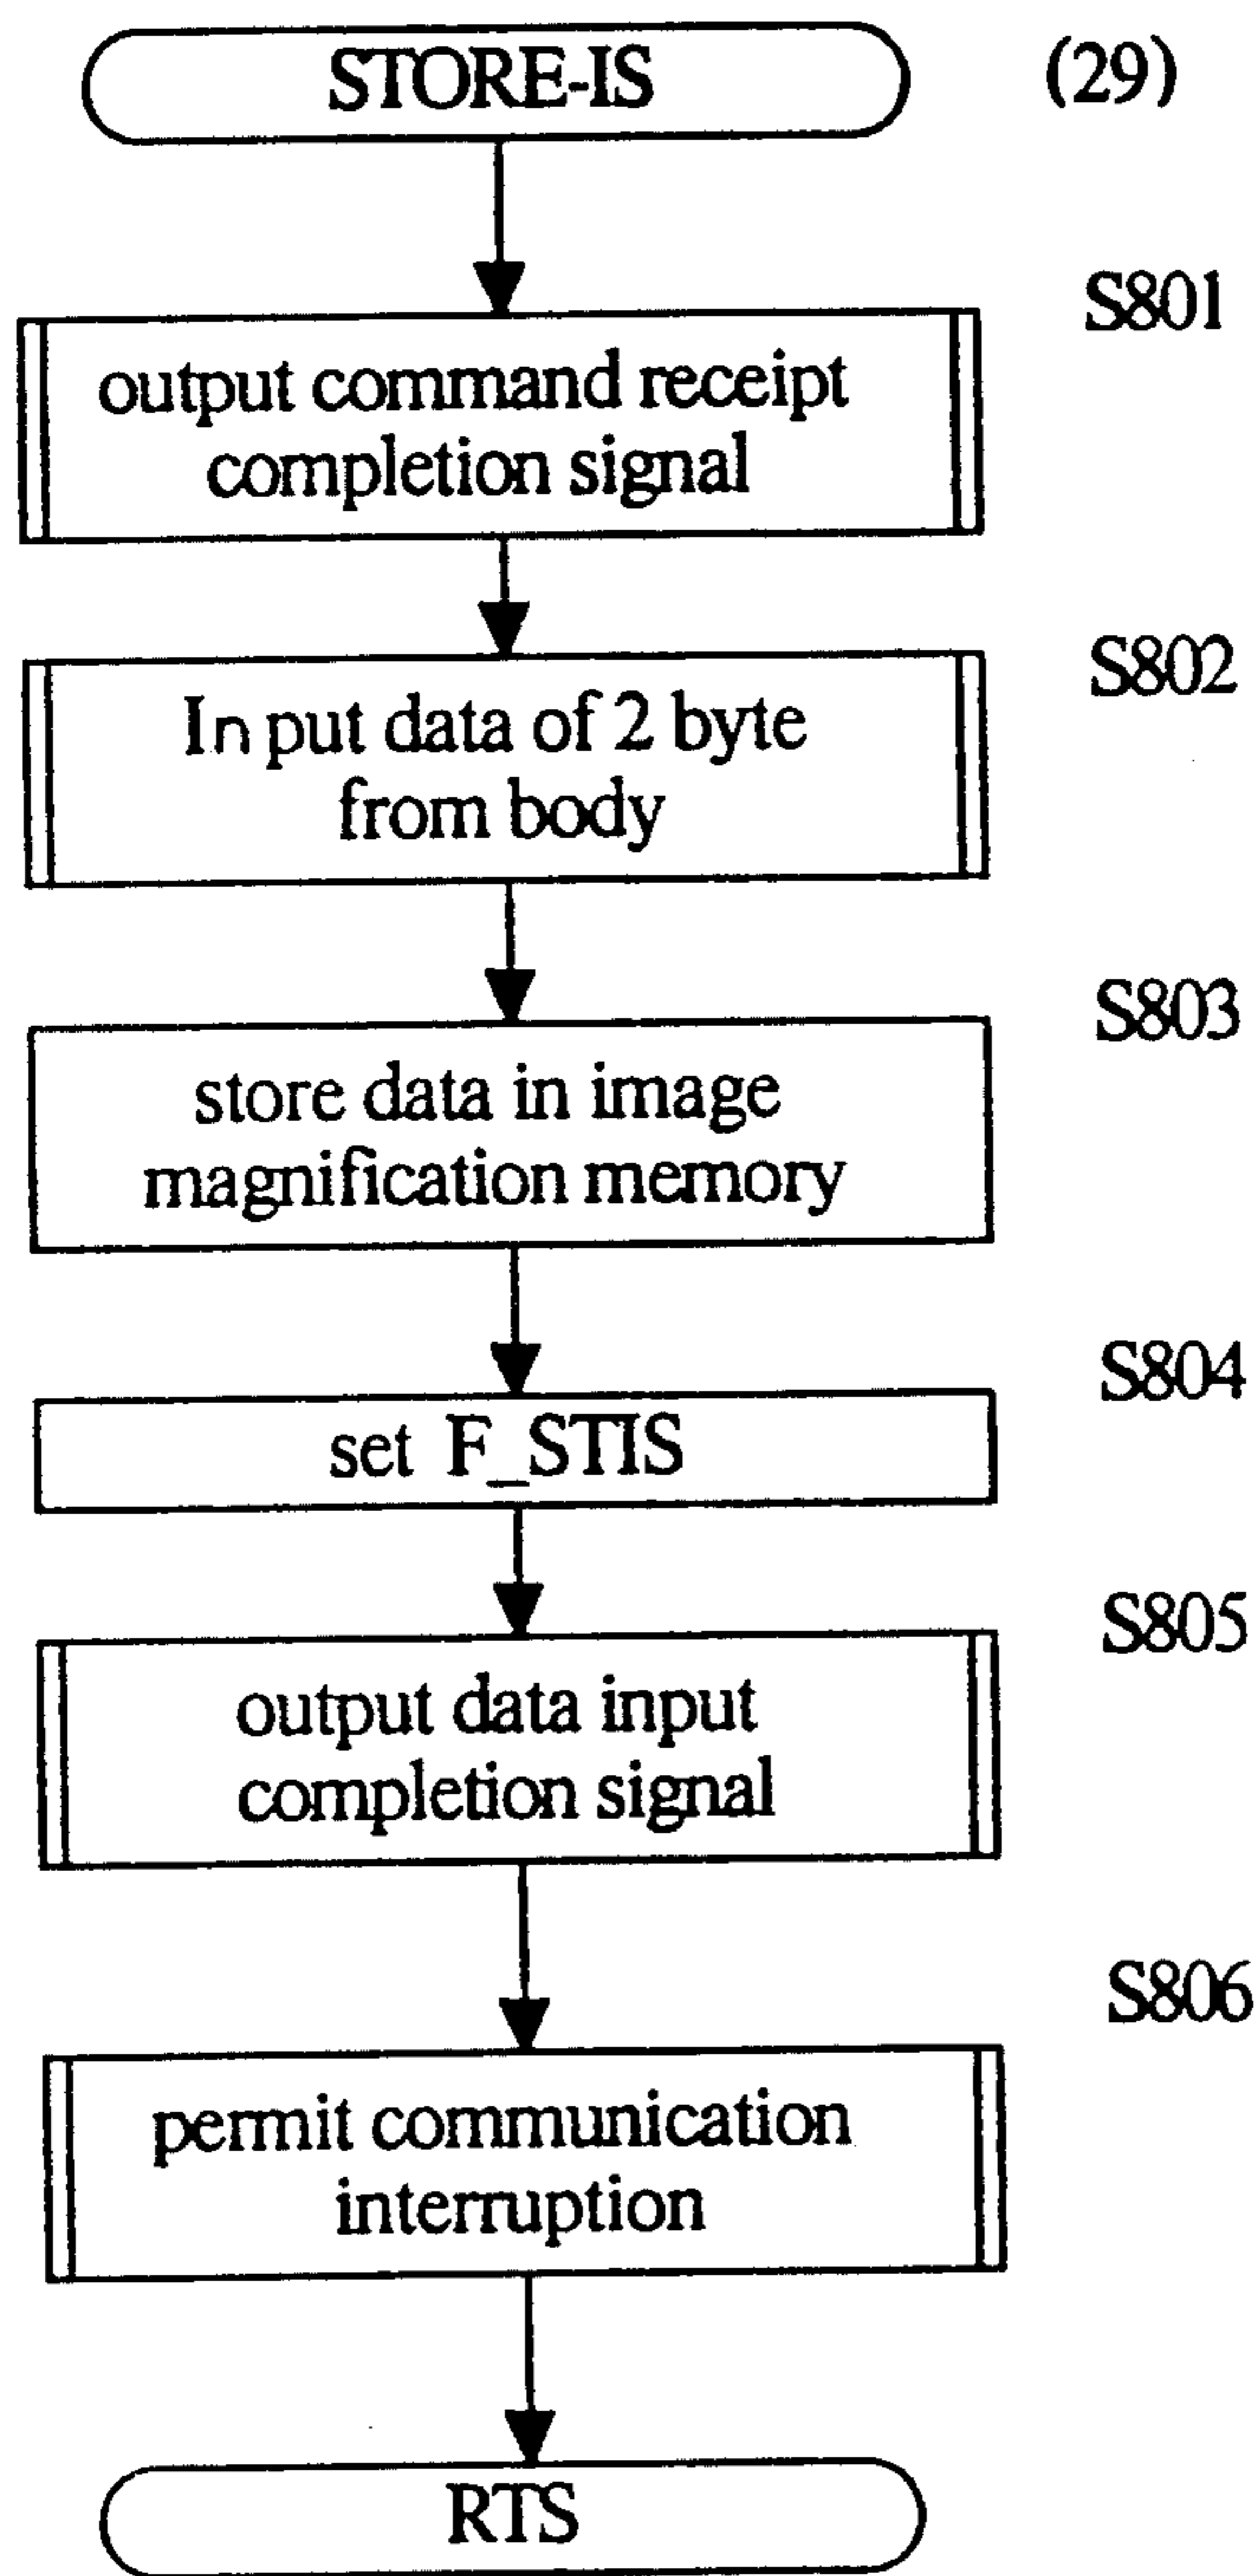 STORE-IS (29)
S801
output command receipt
completion signal
S802
In put data of 2 byte
from body
S803
store data in image
magnification memory
S804
set F_STIS
S805
output data input
completion signal
S806
permit communication
interruption
RTS